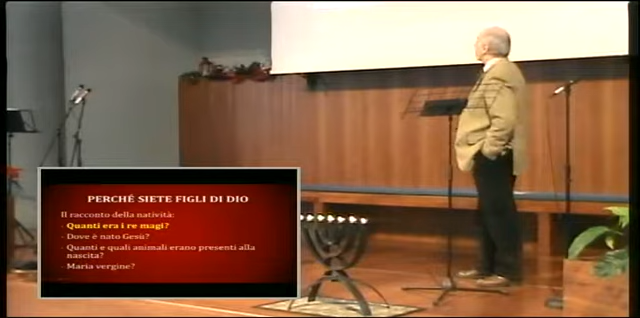 PERCHÉ SIETE FIGLI DI DIO
Il racconto della natività:
- Quanti era i re magi?
- Dove è nato Gesù?
- Quanti e quali animali erano presenti alla
nascita?
- Maria vergine?